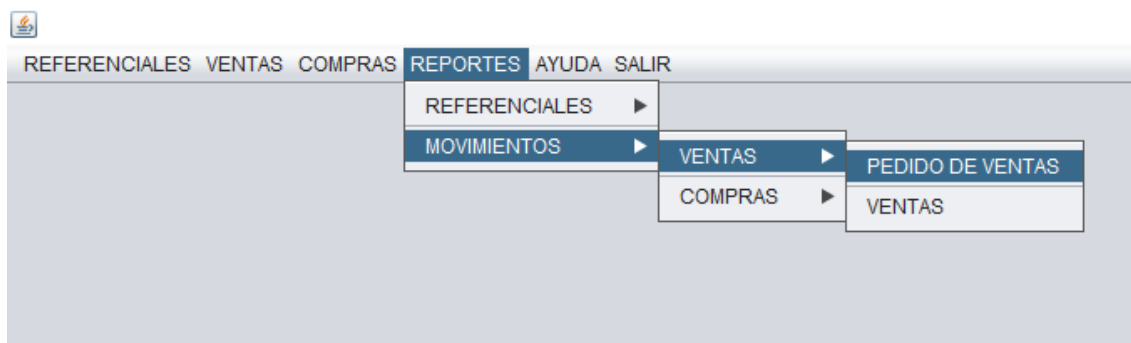 REFERENCIALES VENTAS COMPRAS REPORTES AYUDA SALIR
REFERENCIALES
MOVIMIENTOS
VENTAS
COMPRAS
PEDIDO DE VENTAS
VENTAS